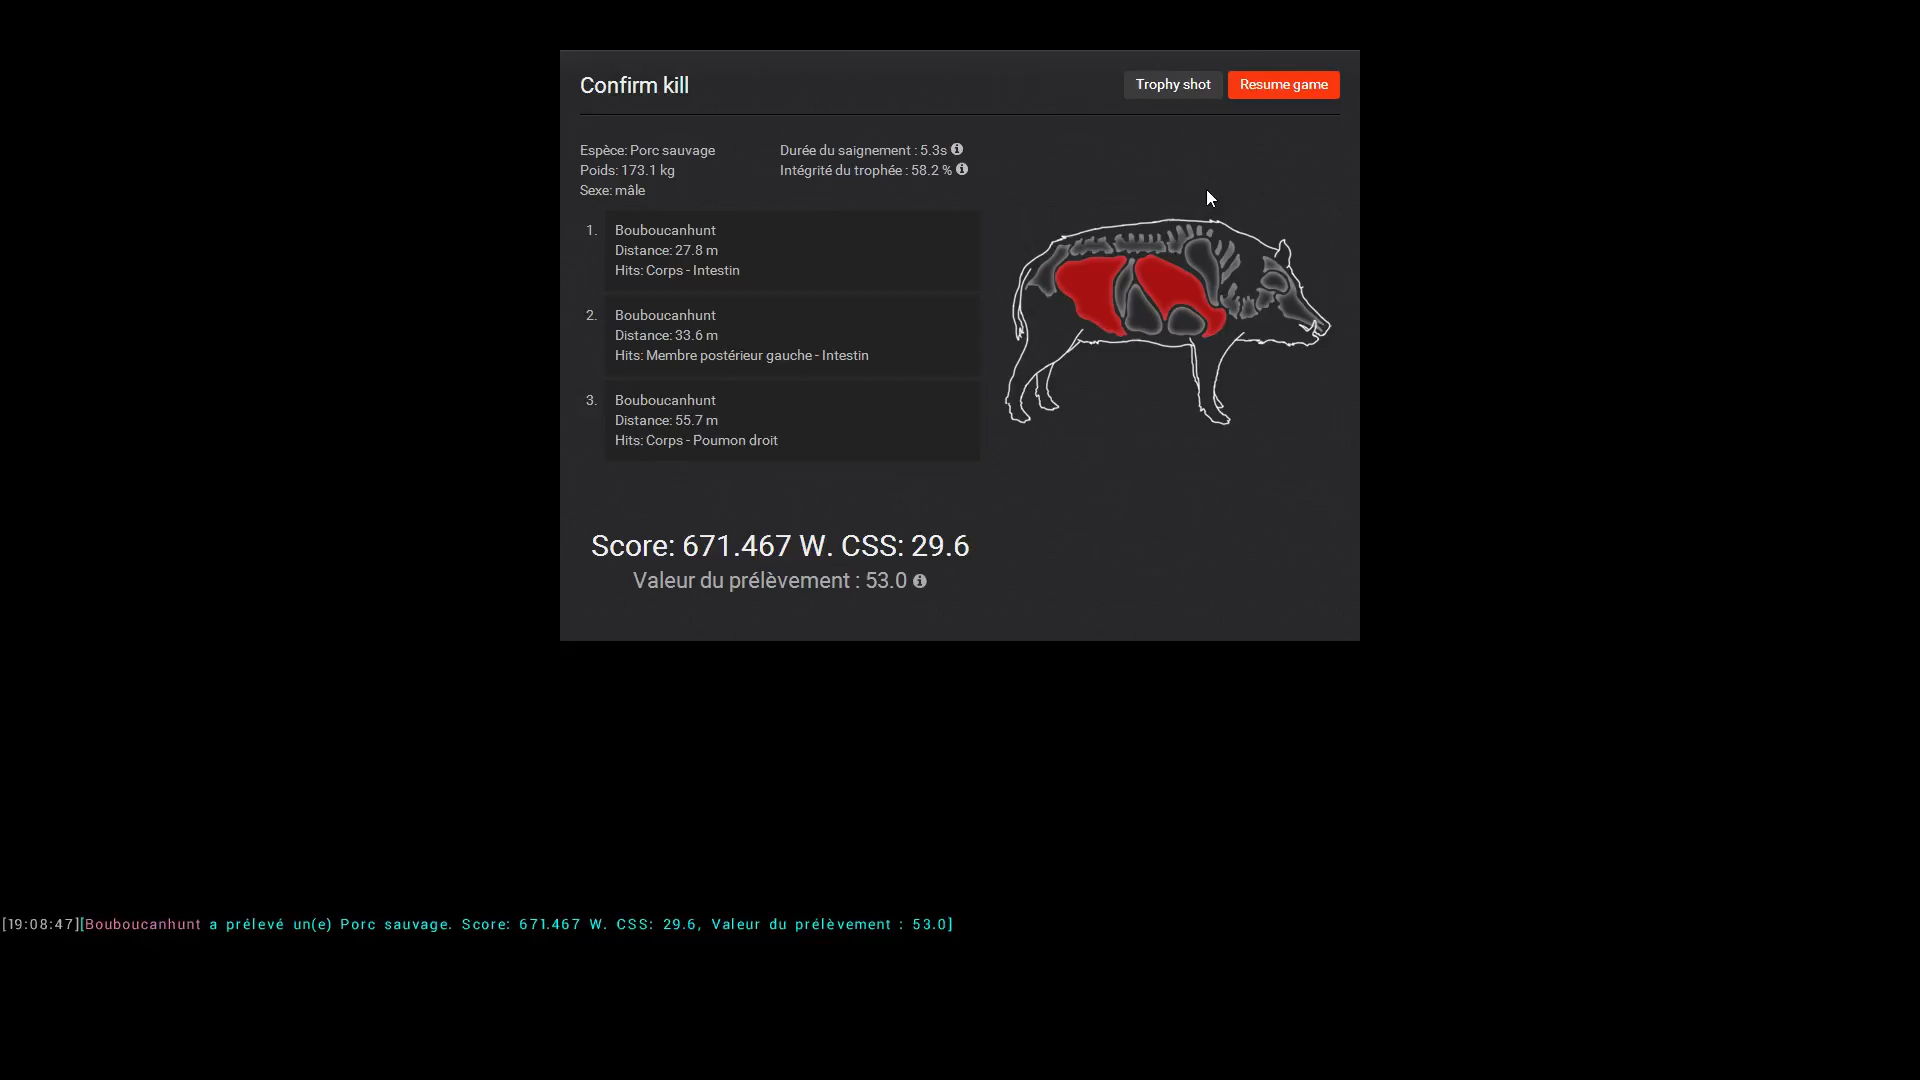 Confirm kill
Trophy shot
Resume game
Espèce: Porc sauvage
Poids: 173.1 kg
Sexe: mâle
Durée du saignement : 5.3s
Intégrité du trophée : 58.2 %
1. Bouboucanhunt
Distance: 27.8 m
Hits: Corps - Intestin
2. Bouboucanhunt
Distance: 33.6 m
Hits: Membre postérieur gauche - Intestin
3. Bouboucanhunt
Distance: 55.7 m
Hits: Corps - Poumon droit
Score: 671.467 W. CSS: 29.6
Valeur du prélèvement : 53.0
[19:08:47][Bouboucanhunt a prélevé un(e) Porc sauvage. Score: 671.467 W. CSS: 29.6, Valeur du prélèvement : 53.0]